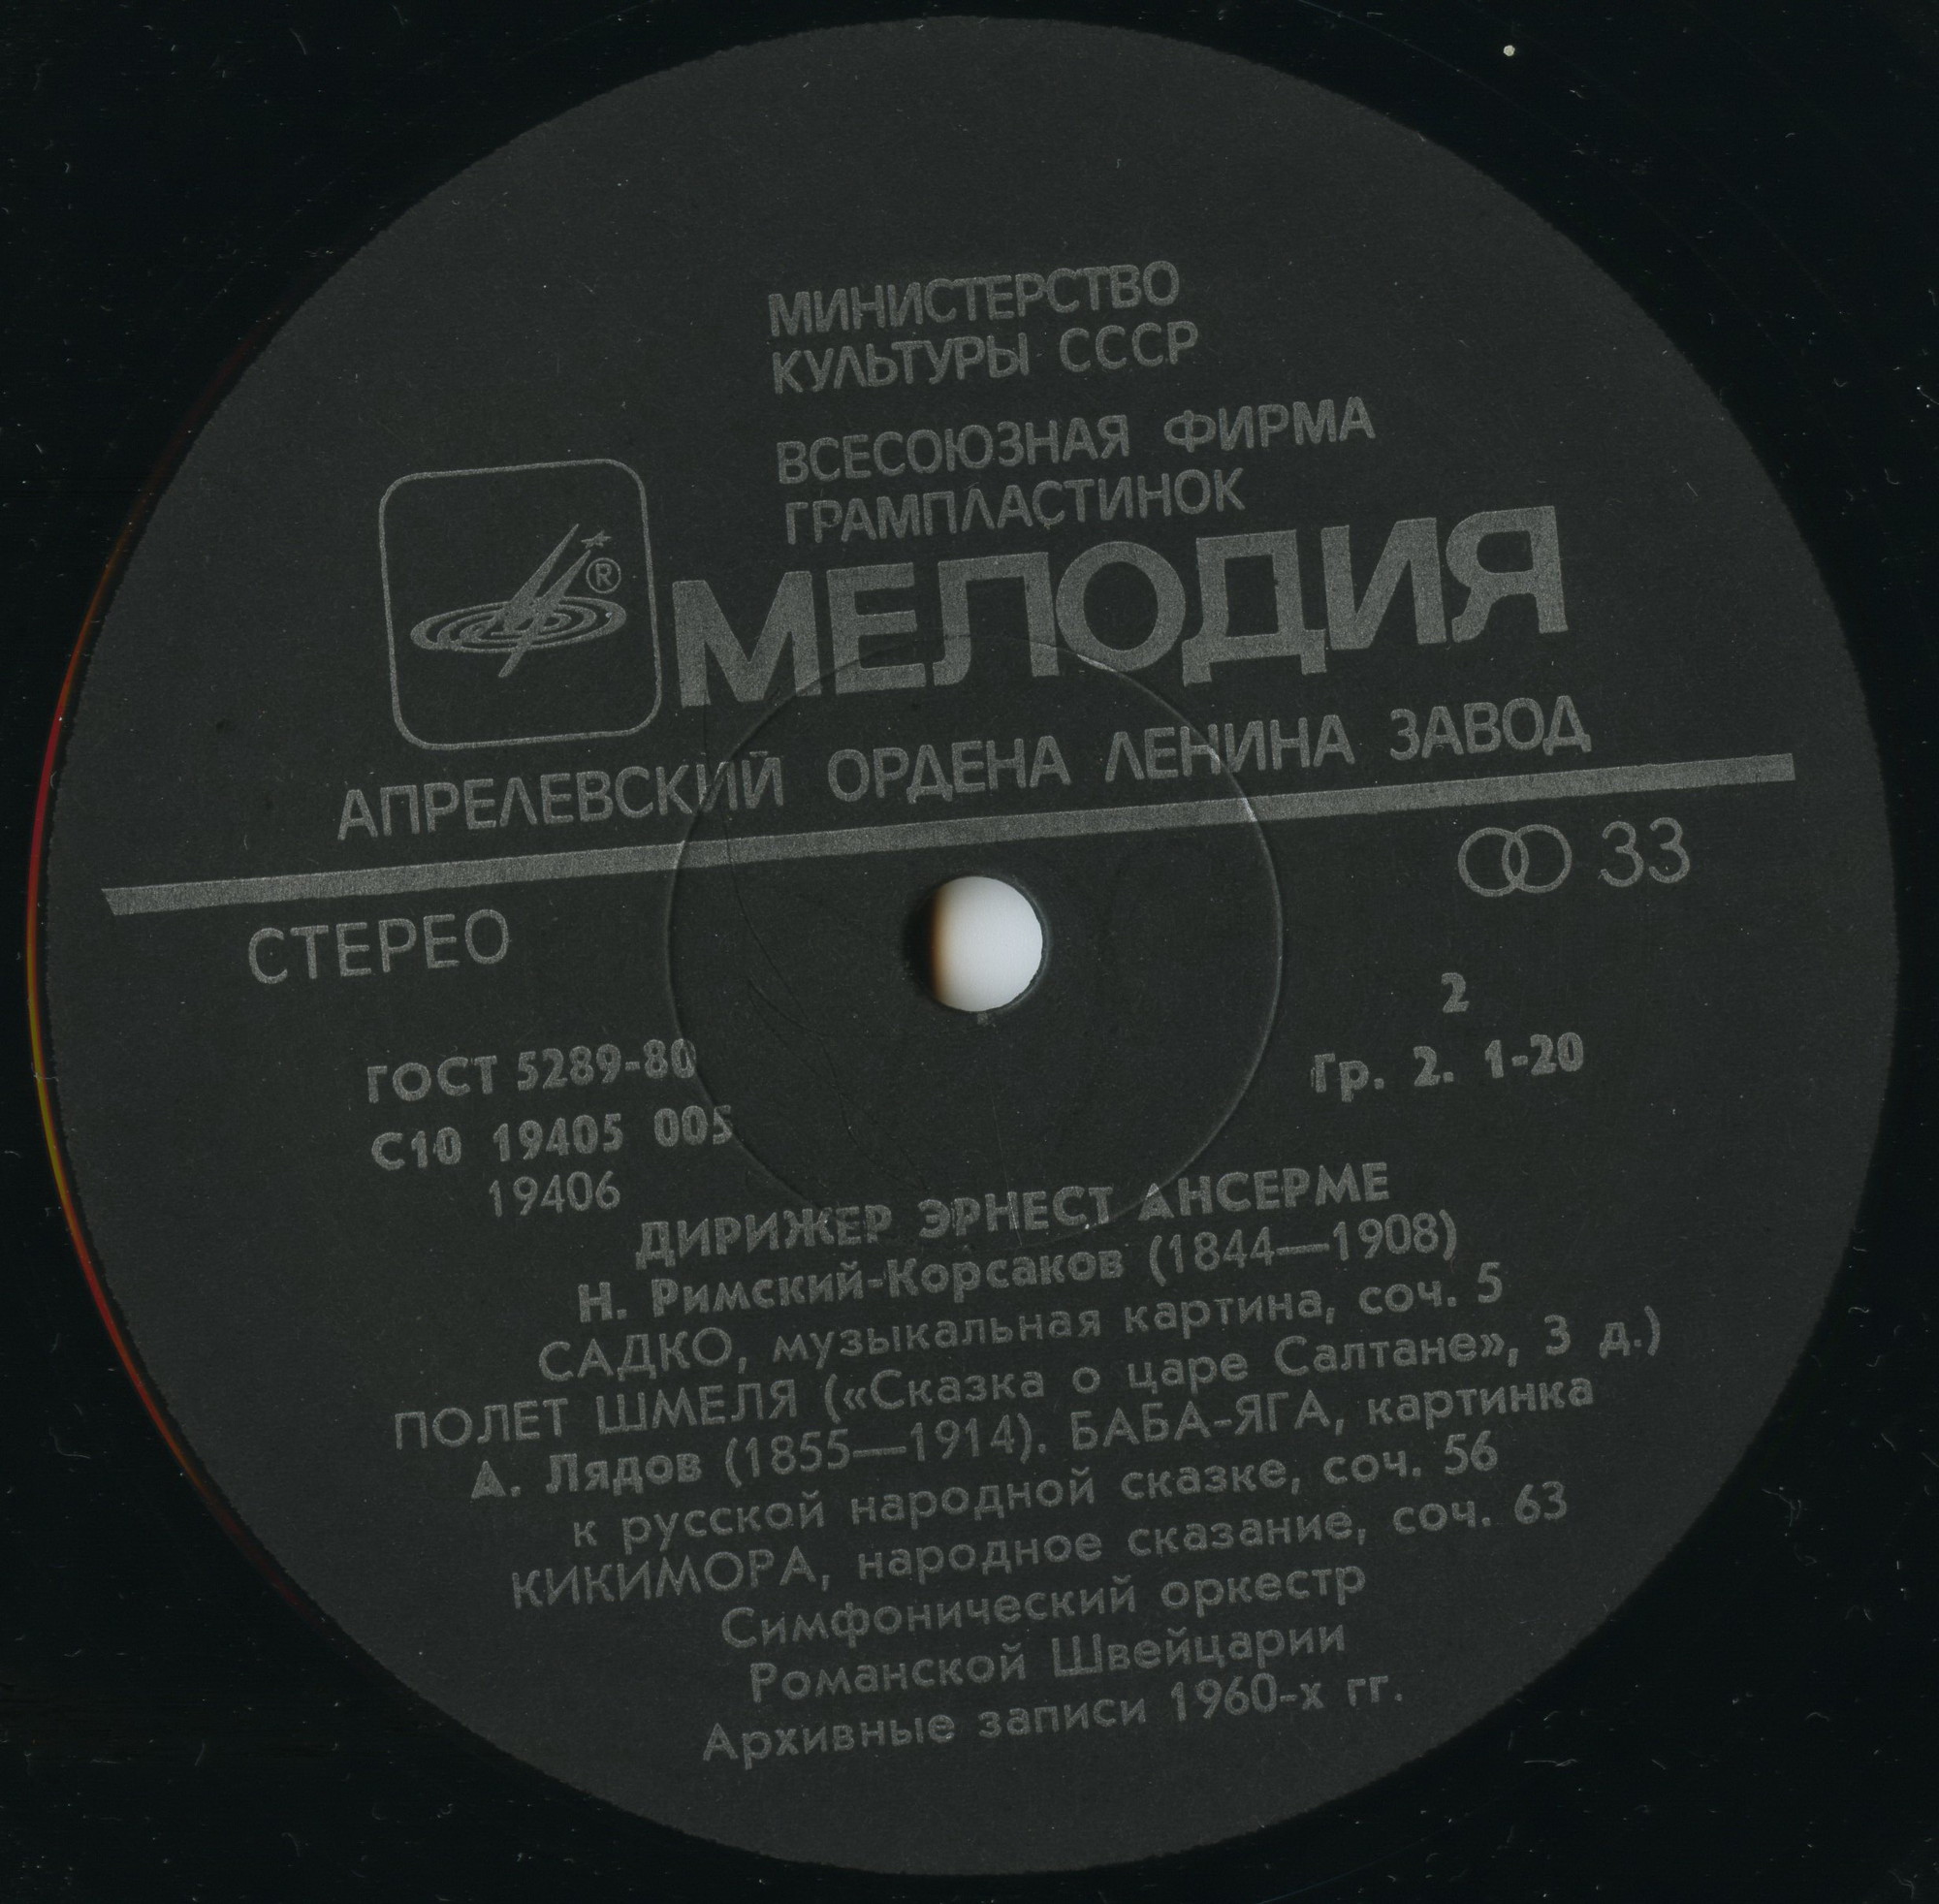 МИНИСТЕРСТВО
КУЛЬТУРЫ СССР
ВСЕСОЮЗНАЯ ФИРМА
ГРАМПЛАСТИНОК
®
МЕЛОДИЯ
АПРЕЛЕВСКИЙ ОРДЕНА ЛЕНИНА ЗАВОД
СТЕРЕО
33
2
ГОСТ 5289-80
Гр. 2. 1-20
С10 19405 005
19406
ДИРИЖЕР ЭРНЕСТ АНСЕРМЕ
Н. Римский-Корсаков (1844—1908)
САДКО, музыкальная картина, соч. 5
ПОЛЕТ ШМЕЛЯ («Сказка о царе Салтане», 3 д.)
А. Лядов (1855—1914). БАБА-ЯГА, картинка
к русской народной сказке, соч. 56
КИКИМОРА, народное сказание, соч. 63
Симфонический оркестр
Романской Швейцарии
Архивные записи 1960-х гг.